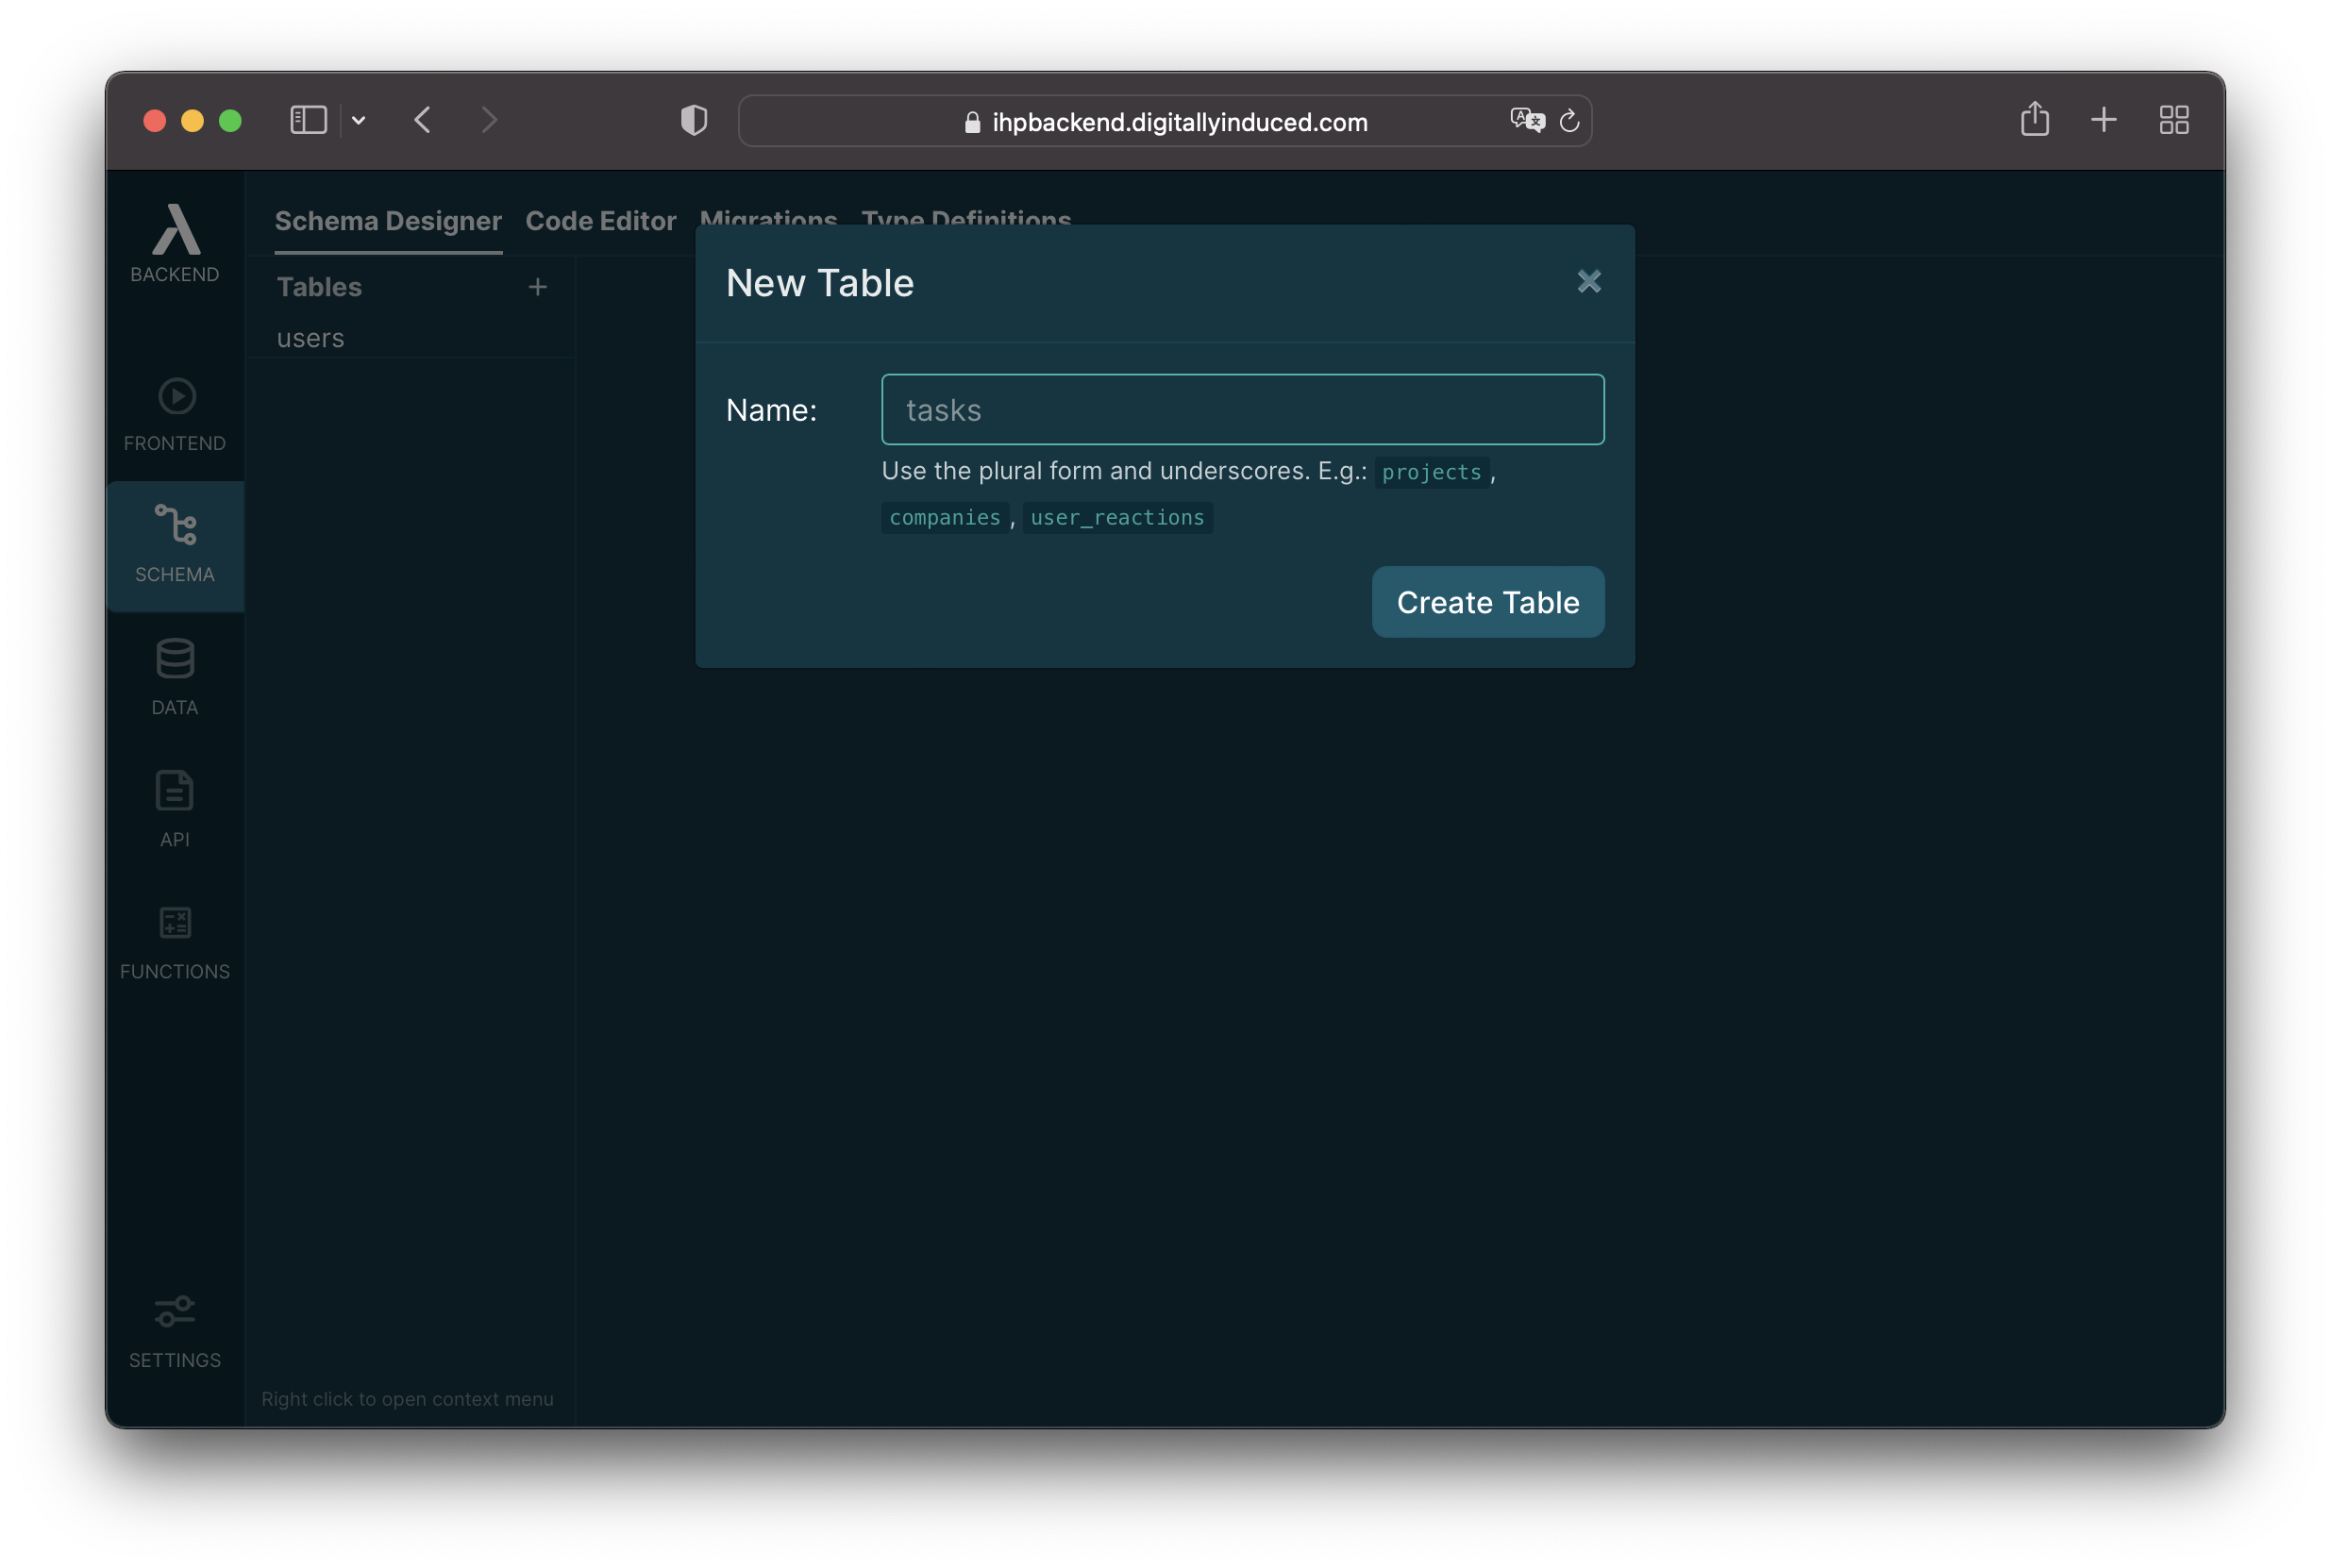 ihpbackend.digitallyinduced.com
BACKEND
Schema Designer Code Editor Migrations Type Definitions
Tables +
users
New Table
Name: tasks
Use the plural form and underscores. E.g.: projects,
companies, user_reactions
Create Table
FRONTEND
SCHEMA
DATA
API
FUNCTIONS
SETTINGS
Right click to open context menu